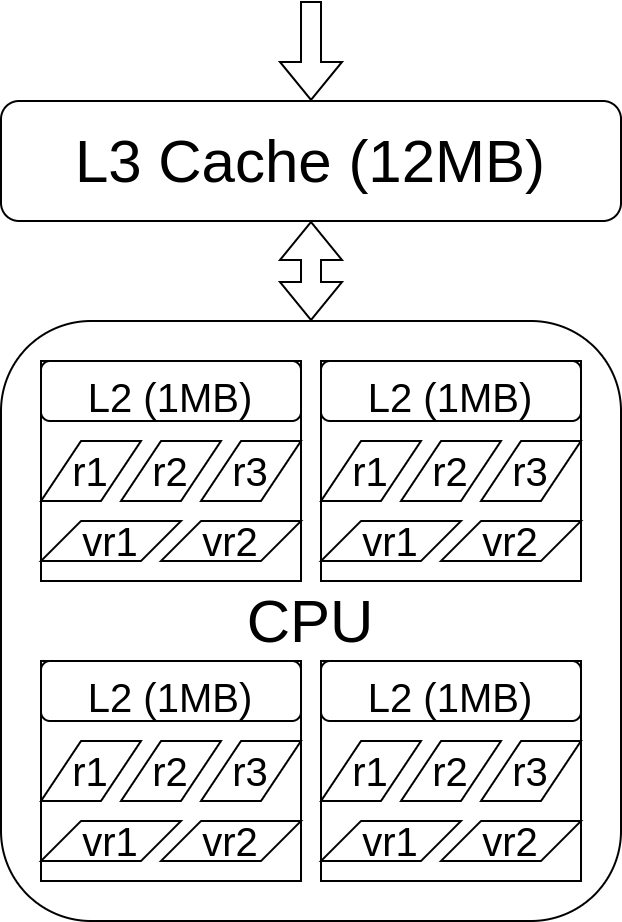 L3 Cache (12MB)
L2 (1MB) L2 (1MB)
r1 r2 r3 r1 r2 r3
vr1 vr2 vr1 vr2
CPU
L2 (1MB) L2 (1MB)
r1 r2 r3 r1 r2 r3
vr1 vr2 vr1 vr2